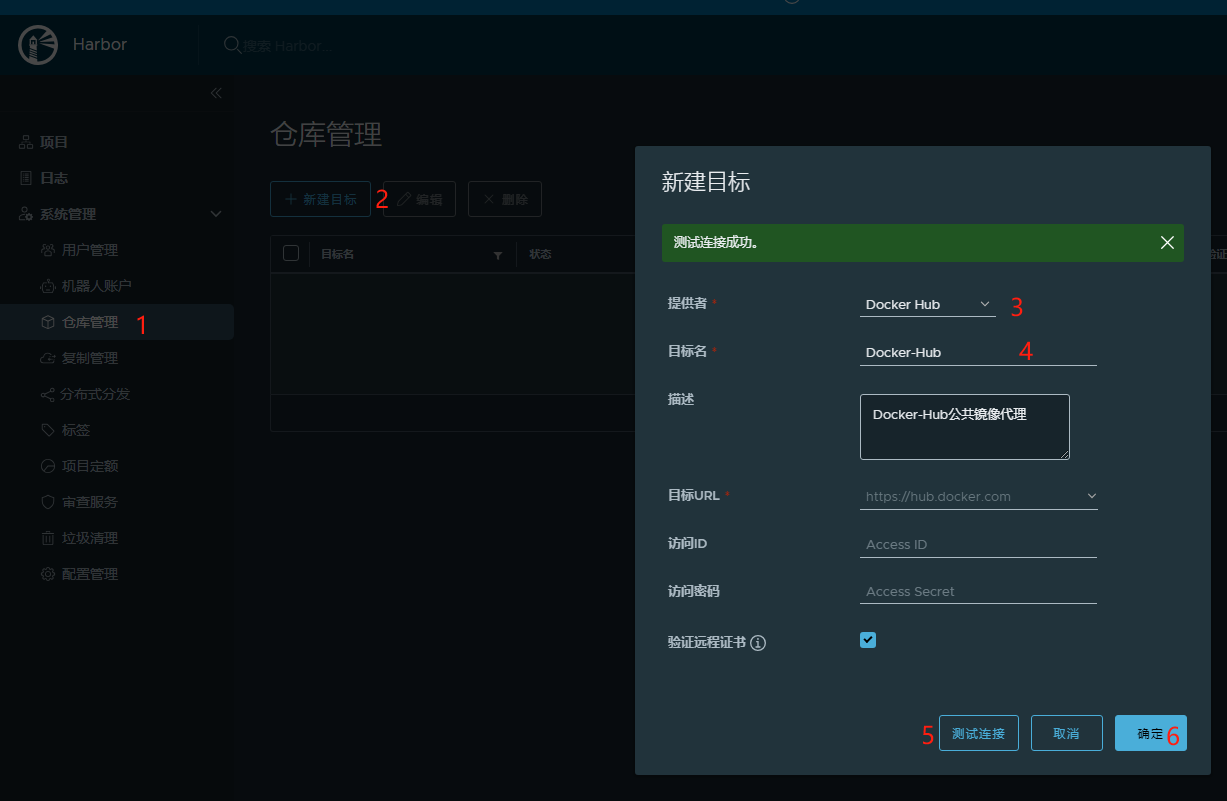 Harbor
搜索 Harbor...
项目
日志
系统管理
用户管理
机器人账户
仓库管理 1
复制管理
分布式分发
标签
项目定额
审查服务
垃圾清理
配置管理
仓库管理
新建目标 2 编辑 删除
目标名 状态
新建目标
测试连接成功。
提供者 * Docker Hub 3
目标名 * Docker-Hub 4
描述 Docker-Hub公共镜像代理
目标URL * https://hub.docker.com
访问ID Access ID
访问密码 Access Secret
验证远程证书
5 测试连接 取消 确定 6